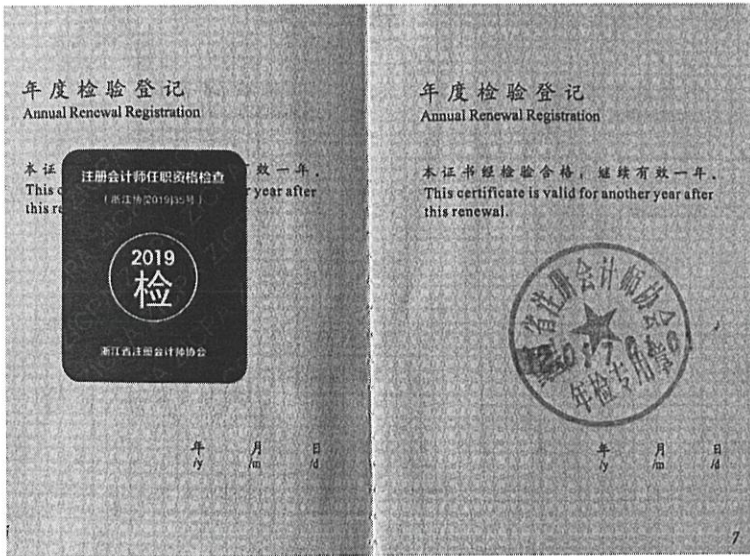 年度检验登记
Annual Renewal Registration
本证
效一年。
This c
r year after
this re
注册会计师任职资格检查
2019
检
浙江省注册会计师协会
年 月 日
/y /m /d
年度检验登记
Annual Renewal Registration
本证书经检验合格，继续有效一年。
This certificate is valid for another year after
this renewal.
省注册会计师协会
年检专用章
年 月 日
/y /m /d
7